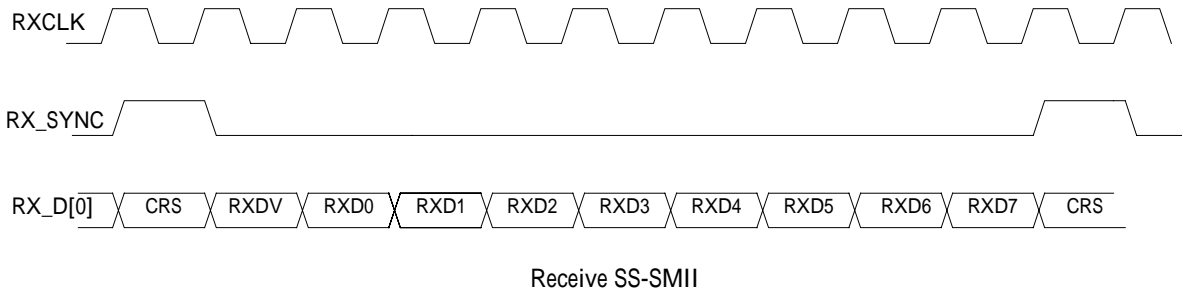 RXCLK
RX_SYNC
RX_D[0] CRS RXDV RXD0 RXD1 RXD2 RXD3 RXD4 RXD5 RXD6 RXD7 CRS
Receive SS-SMII